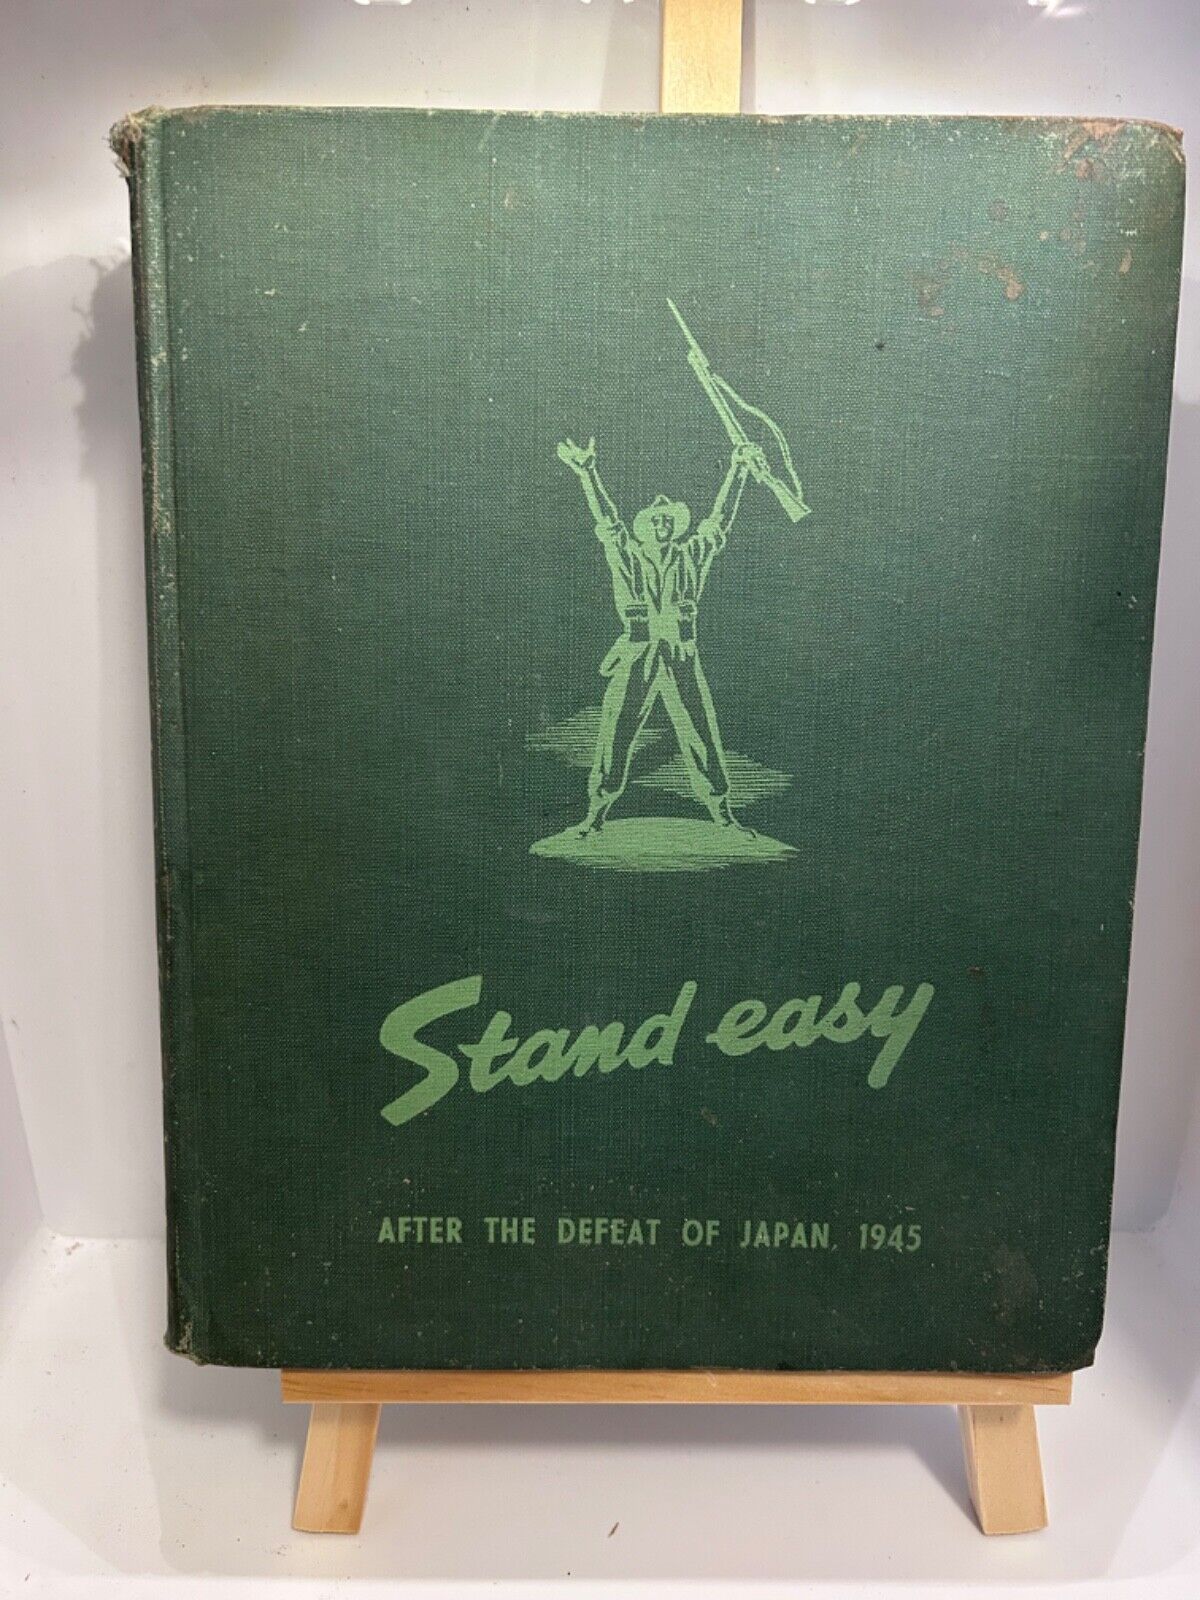 Stand easy
AFTER THE DEFEAT OF JAPAN, 1945